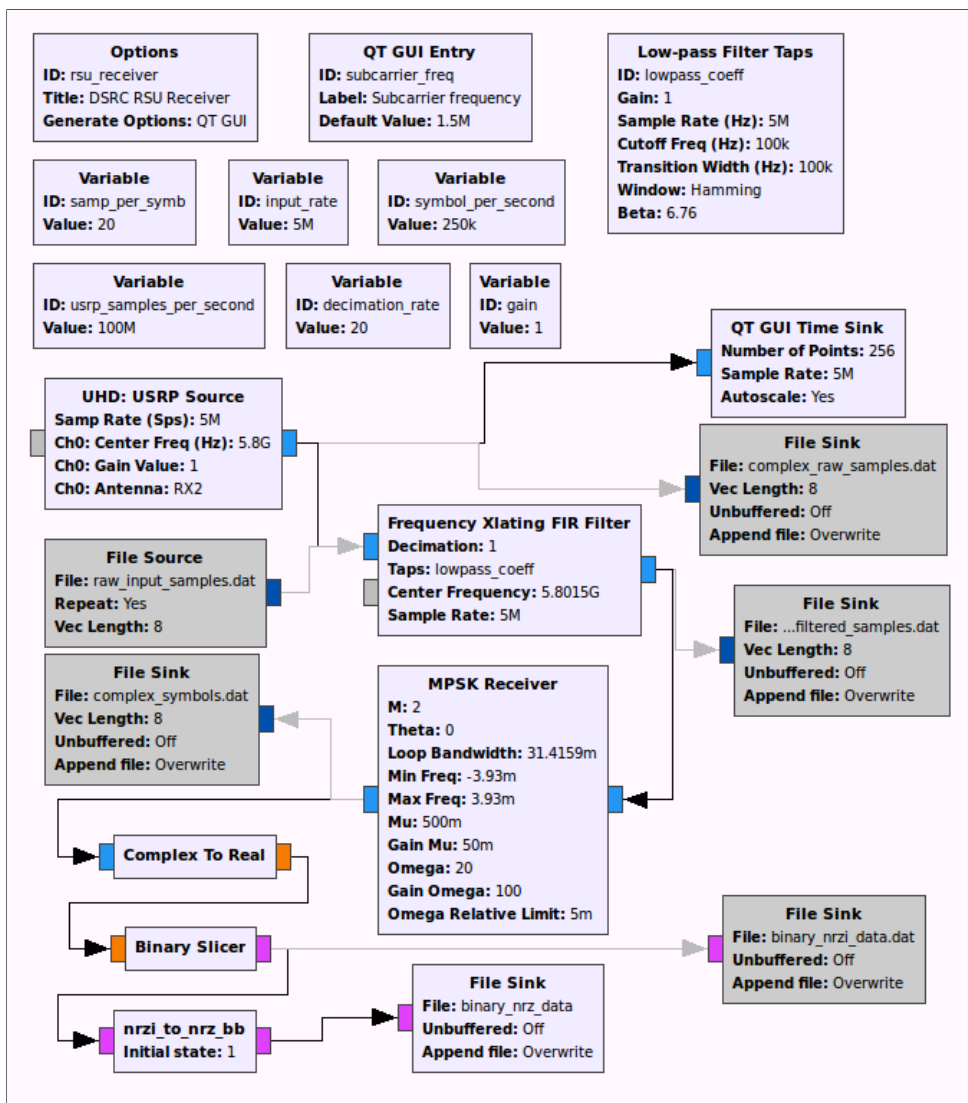 Options
ID: rsu_receiver
Title: DSRC RSU Receiver
Generate Options: QT GUI
QT GUI Entry
ID: subcarrier_freq
Label: Subcarrier frequency
Default Value: 1.5M
Low-pass Filter Taps
ID: lowpass_coeff
Gain: 1
Sample Rate (Hz): 5M
Cutoff Freq (Hz): 100k
Transition Width (Hz): 100k
Window: Hamming
Beta: 6.76
Variable
ID: samp_per_symb
Value: 20
Variable
ID: input_rate
Value: 5M
Variable
ID: symbol_per_second
Value: 250k
Variable
ID: usrp_samples_per_second
Value: 100M
Variable
ID: decimation_rate
Value: 20
Variable
ID: gain
Value: 1
QT GUI Time Sink
Number of Points: 256
Sample Rate: 5M
Autoscale: Yes
UHD: USRP Source
Samp Rate (Sps): 5M
Ch0: Center Freq (Hz): 5.8G
Ch0: Gain Value: 1
Ch0: Antenna: RX2
File Sink
File: complex_raw_samples.dat
Vec Length: 8
Unbuffered: Off
Append file: Overwrite
Frequency Xlating FIR Filter
Decimation: 1
Taps: lowpass_coeff
Center Frequency: 5.8015G
Sample Rate: 5M
File Source
File: raw_input_samples.dat
Repeat: Yes
Vec Length: 8
File Sink
File: ...filtered_samples.dat
Vec Length: 8
Unbuffered: Off
Append file: Overwrite
File Sink
File: complex_symbols.dat
Vec Length: 8
Unbuffered: Off
Append file: Overwrite
MPSK Receiver
M: 2
Theta: 0
Loop Bandwidth: 31.4159m
Min Freq: -3.93m
Max Freq: 3.93m
Mu: 500m
Gain Mu: 50m
Omega: 20
Gain Omega: 100
Omega Relative Limit: 5m
Complex To Real
Binary Slicer
File Sink
File: binary_nrzi_data.dat
Unbuffered: Off
Append file: Overwrite
nrzi_to_nrz_bb
Initial state: 1
File Sink
File: binary_nrz_data
Unbuffered: Off
Append file: Overwrite